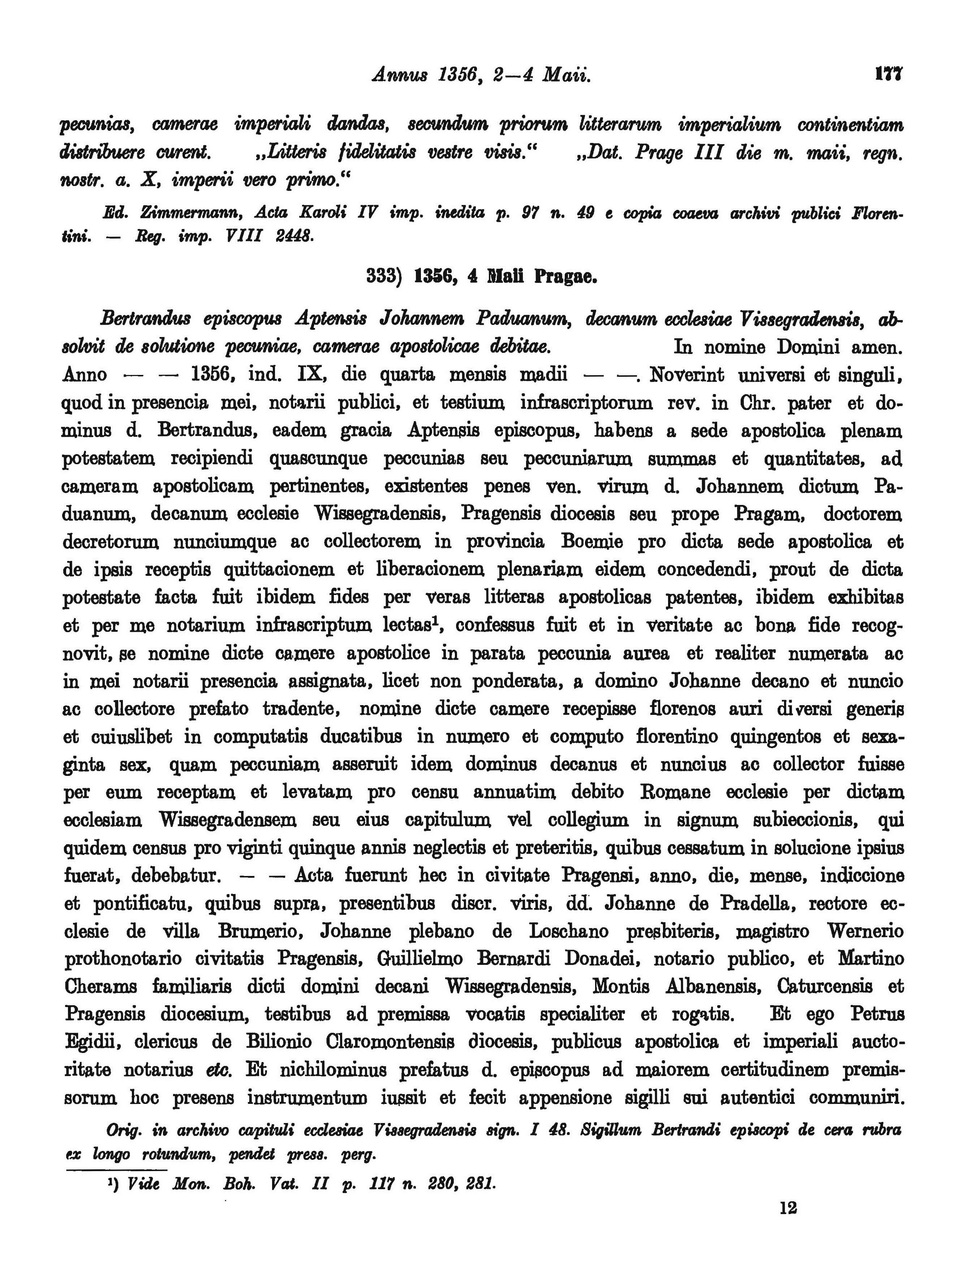 Annus 1356, 2—4 Maii. 177
pecunias, camerae imperiali dandas, secundum priorum litterarum imperialium continentiam
distribuere curent. „Litteris fidelitatis vestre visis.“ „Dat. Prage III die m. maii, regn.
nostr. a. X, imperii vero primo.“
Ed. Zimmermann, Acta Karoli IV imp. inedita p. 97 n. 49 e copia coaeva archivi publici Floren-
tini. — Reg. imp. VIII 2448.
333) 1356, 4 Maii Pragae.
Bertrandus episcopus Aptensis Johannem Paduanum, decanum ecclesiae Vissegradensis, ab-
solvit de solutione pecuniae, camerae apostolicae debitae. In nomine Domini amen.
Anno — — 1356, ind. IX, die quarta mensis madii — —. Noverint universi et singuli,
quod in presencia mei, notarii publici, et testium infrascriptorum rev. in Chr. pater et do-
minus d. Bertrandus, eadem gracia Aptensis episcopus, habens a sede apostolica plenam
potestatem recipiendi quascunque peccunias seu peccuniarum summas et quantitates, ad
cameram apostolicam pertinentes, existentes penes ven. virum d. Johannem dictum Pa-
duanum, decanum ecclesie Wissegradensis, Pragensis diocesis seu prope Pragam, doctorem
decretorum nunciumque ac collectorem in provincia Boemie pro dicta sede apostolica et
de ipsis receptis quittacionem et liberacionem plenariam eidem concedendi, prout de dicta
potestate facta fuit ibidem fides per veras litteras apostolicas patentes, ibidem exhibitas
et per me notarium infrascriptum lectas¹, confessus fuit et in veritate ac bona fide recog-
novit, se nomine dicte camere apostolice in parata peccunia aurea et realiter numerata ac
in mei notarii presencia assignata, licet non ponderata, a domino Johanne decano et nuncio
ac collectore prefato tradente, nomine dicte camere recepisse florenos auri diversi generis
et cuiuslibet in computatis ducatibus in numero et computo florentino quingentos et sexa-
ginta sex, quam peccuniam asseruit idem dominus decanus et nuncius ac collector fuisse
per eum receptam et levatam pro censu annuatim debito Romane ecclesie per dictam
ecclesiam Wissegradensem seu eius capitulum vel collegium in signum subieccionis, qui
quidem census pro viginti quinque annis neglectis et preteritis, quibus cessatum in solucione ipsius
fuerat, debebatur. — — Acta fuerunt hec in civitate Pragensi, anno, die, mense, indiccione
et pontificatu, quibus supra, presentibus discr. viris, dd. Johanne de Pradella, rectore ec-
clesie de villa Brumerio, Johanne plebano de Loschano presbiteris, magistro Wernerio
prothonotario civitatis Pragensis, Guillielmo Bernardi Donadei, notario publico, et Martino
Cherams familiaris dicti domini decani Wissegradensis, Montis Albanensis, Caturcensis et
Pragensis diocesium, testibus ad premissa vocatis specialiter et rogatis. Et ego Petrus
Egidii, clericus de Bilionio Claromontensis diocesis, publicus apostolica et imperiali aucto-
ritate notarius etc. Et nichilominus prefatus d. episcopus ad maiorem certitudinem premis-
sorum hoc presens instrumentum iussit et fecit appensione sigilli sui autentici communiri.
Orig. in archivo capituli ecclesiae Vissegradensis sign. I 48. Sigillum Bertrandi episcopi de cera rubra
ex longo rotundum, pendet press. perg.
¹) Vide Mon. Boh. Vat. II p. 117 n. 280, 281.
12